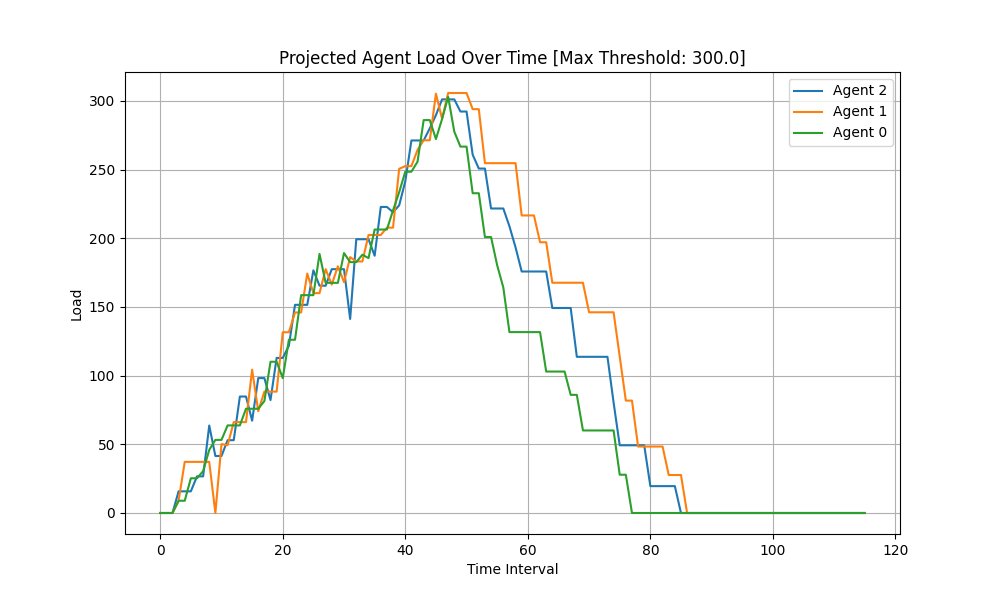 Projected Agent Load Over Time [Max Threshold: 300.0]
Agent 2
Agent 1
Agent 0
Load
300
250
200
150
100
50
0
0 20 40 60 80 100 120
Time Interval